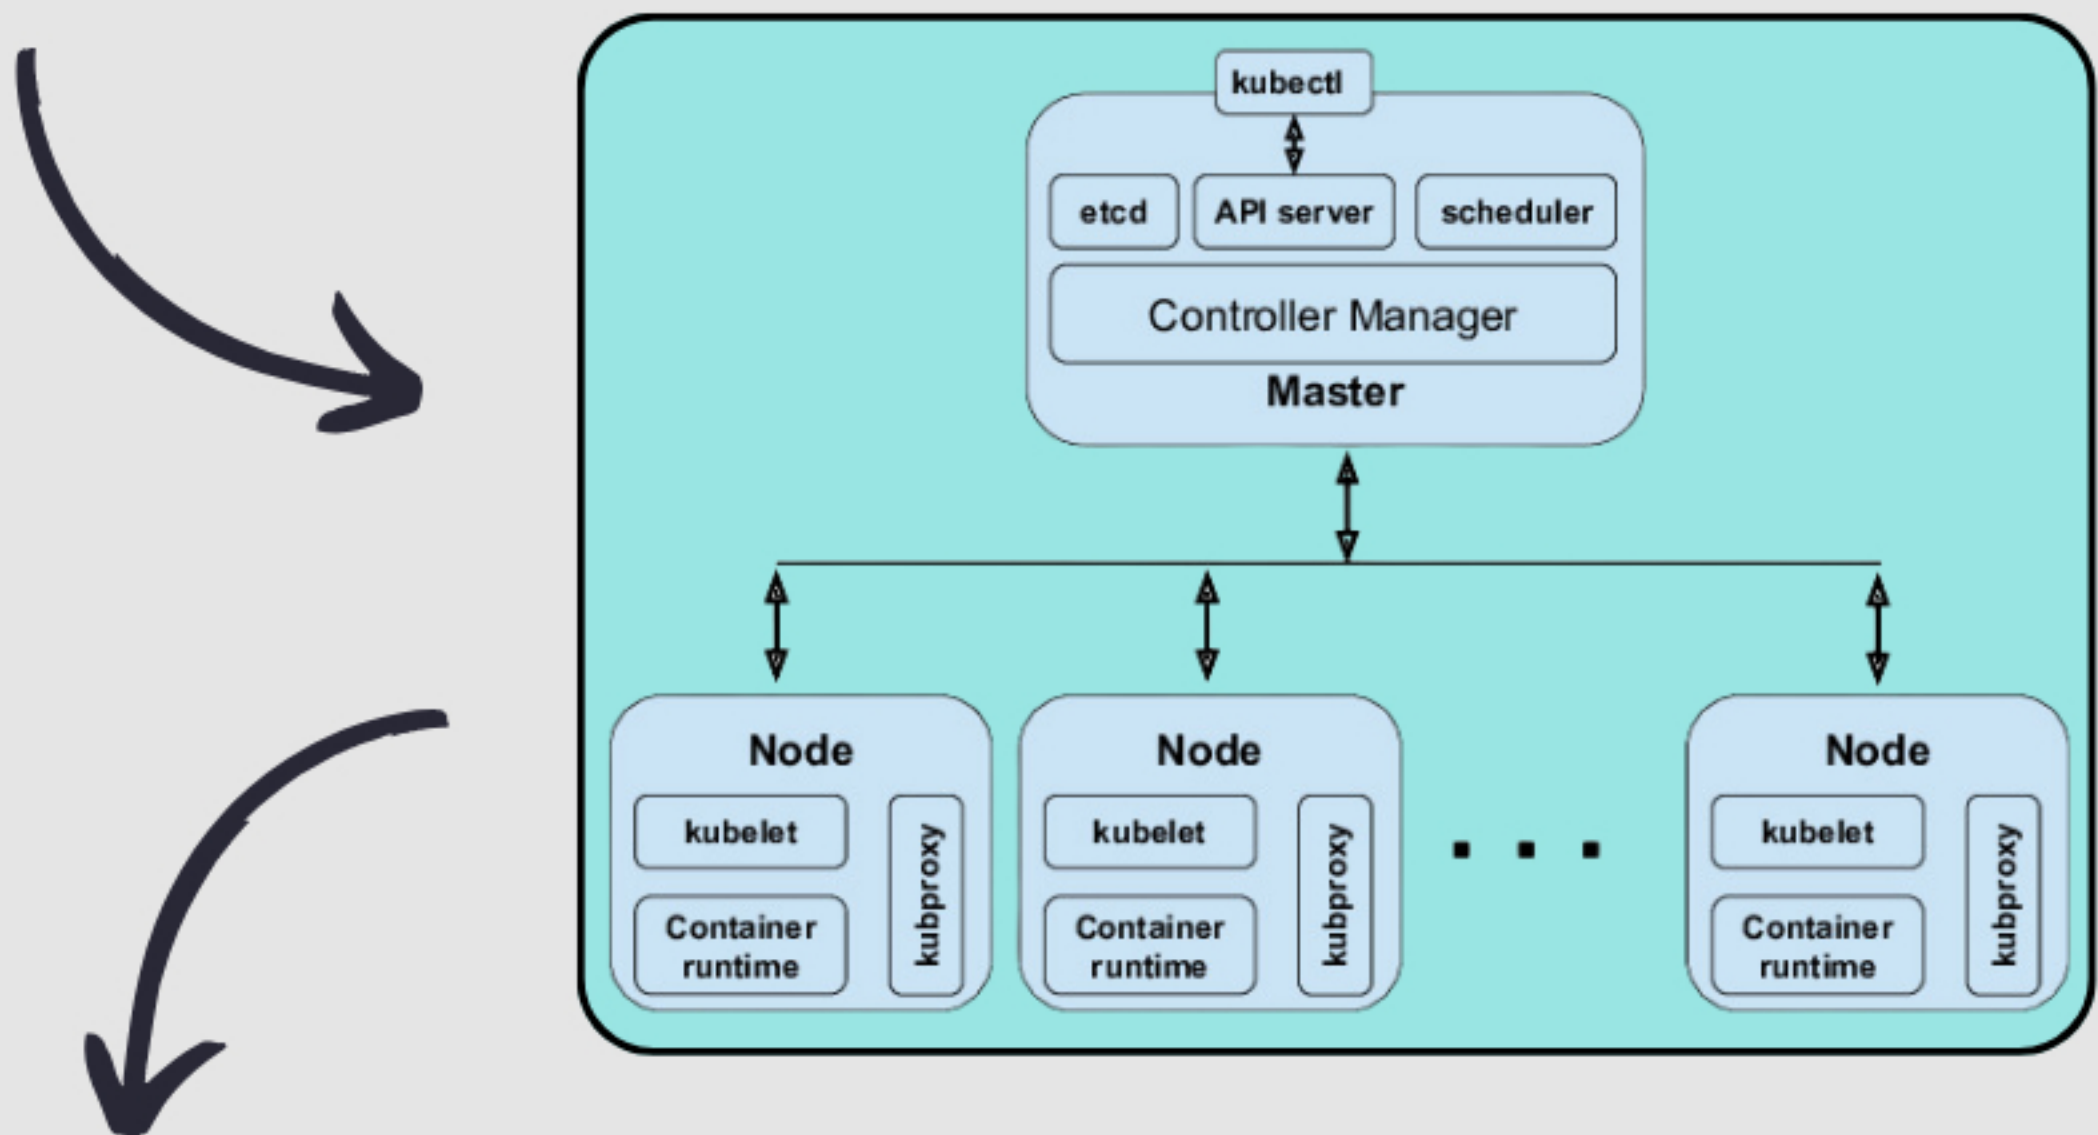 kubectl
etcd
API server
scheduler
Controller Manager
Master
Node
kubelet
Container
runtime
kubproxy
Node
kubelet
Container
runtime
kubproxy
Node
kubelet
Container
runtime
kubproxy